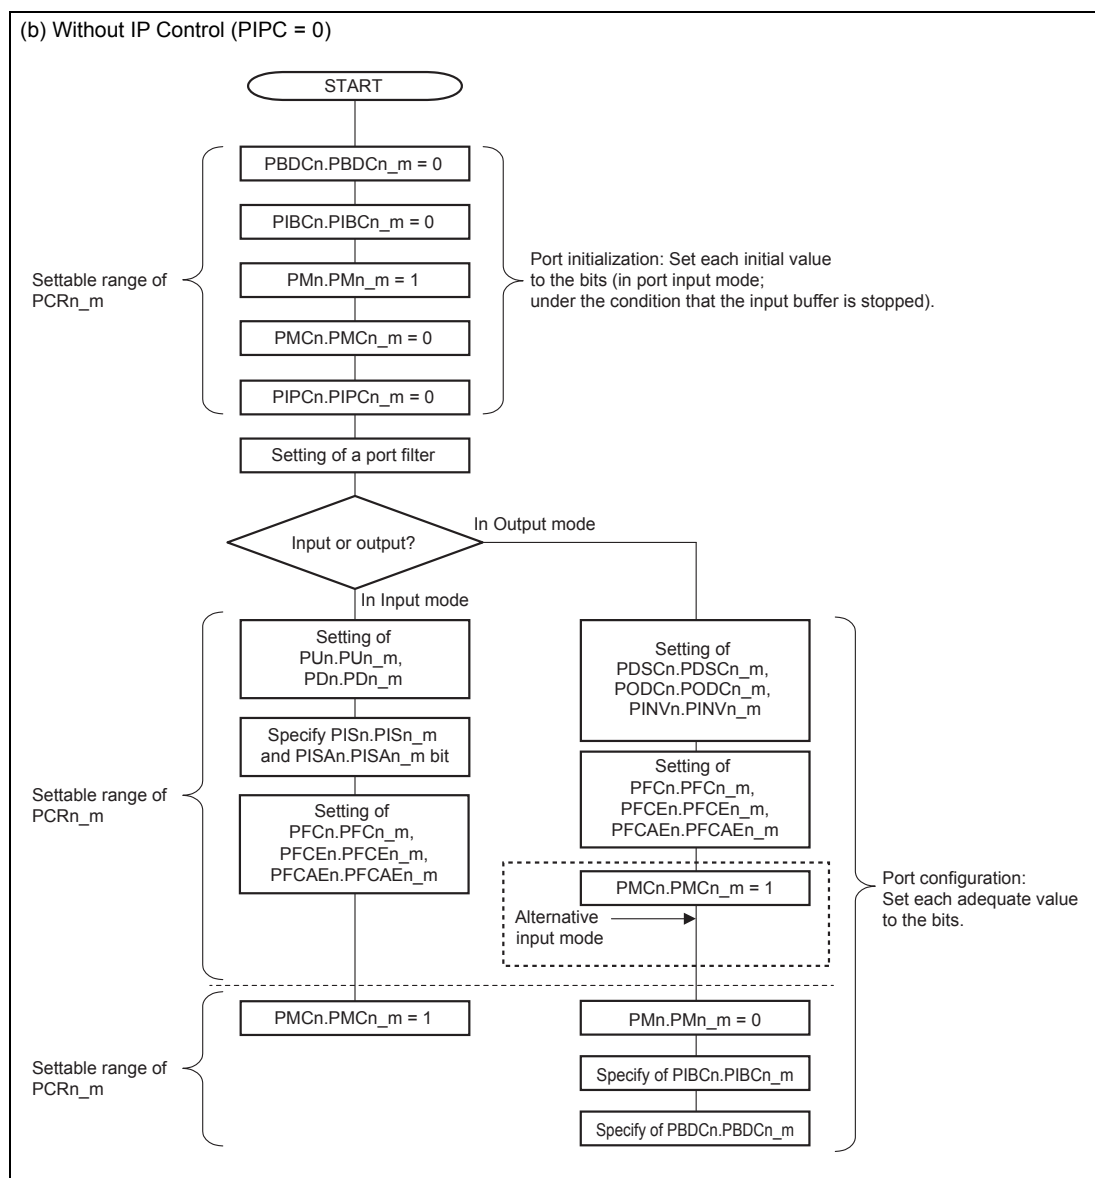 (b) Without IP Control (PIPC = 0)
START
PBDCn.PBDCn_m = 0
PIBCn.PIBCn_m = 0
PMn.PMn_m = 1
PMCn.PMCn_m = 0
PIPCn.PIPCn_m = 0
Settable range of
PCRn_m
Port initialization: Set each initial value
to the bits (in port input mode;
under the condition that the input buffer is stopped).
Setting of a port filter
Input or output?
In Output mode
In Input mode
Setting of
PUn.PUn_m,
PDn.PDn_m
Specify PISn.PISn_m
and PISAn.PISAn_m bit
Setting of
PFCn.PFCn_m,
PFCEn.PFCEn_m,
PFCAEn.PFCAEn_m
Settable range of
PCRn_m
Setting of
PDSCn.PDSCn_m,
PODCn.PODCn_m,
PINVn.PINVn_m
Setting of
PFCn.PFCn_m,
PFCEn.PFCEn_m,
PFCAEn.PFCAEn_m
PMCn.PMCn_m = 1
Alternative
input mode
Port configuration:
Set each adequate value
to the bits.
PMCn.PMCn_m = 1
Settable range of
PCRn_m
PMn.PMn_m = 0
Specify of PIBCn.PIBCn_m
Specify of PBDCn.PBDCn_m